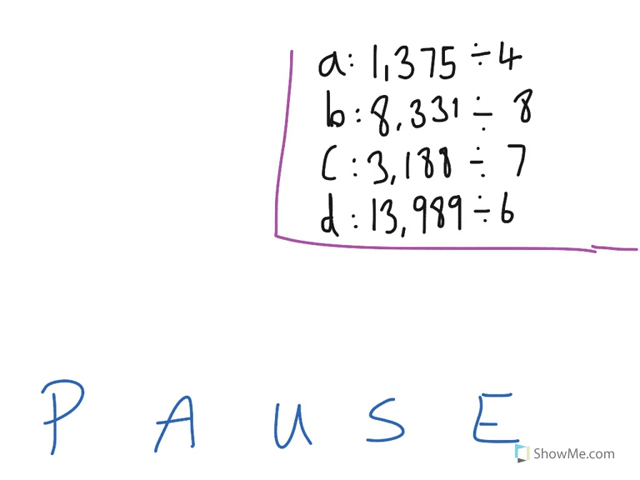 a: 1,375 ÷ 4
b: 8,331 ÷ 8
c: 3,188 ÷ 7
d: 13,989 ÷ 6
P A U S E
ShowMe.com